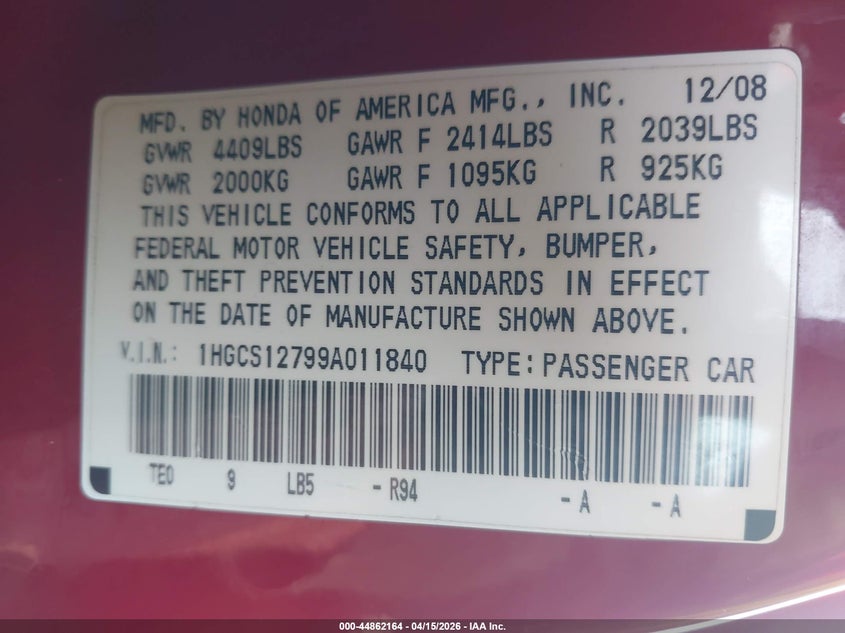 MFD. BY HONDA OF AMERICA MFG., INC. 12/08
GVWR 4409LBS GAWR F 2414LBS R 2039LBS
GVWR 2000KG GAWR F 1095KG R 925KG
THIS VEHICLE CONFORMS TO ALL APPLICABLE
FEDERAL MOTOR VEHICLE SAFETY, BUMPER,
AND THEFT PREVENTION STANDARDS IN EFFECT
ON THE DATE OF MANUFACTURE SHOWN ABOVE.
V.I.N.: 1HGCS12799A011840 TYPE: PASSENGER CAR
TE0 9 LB5 - R94 - A - A
000-44862164 - 04/15/2026 - IAA Inc.